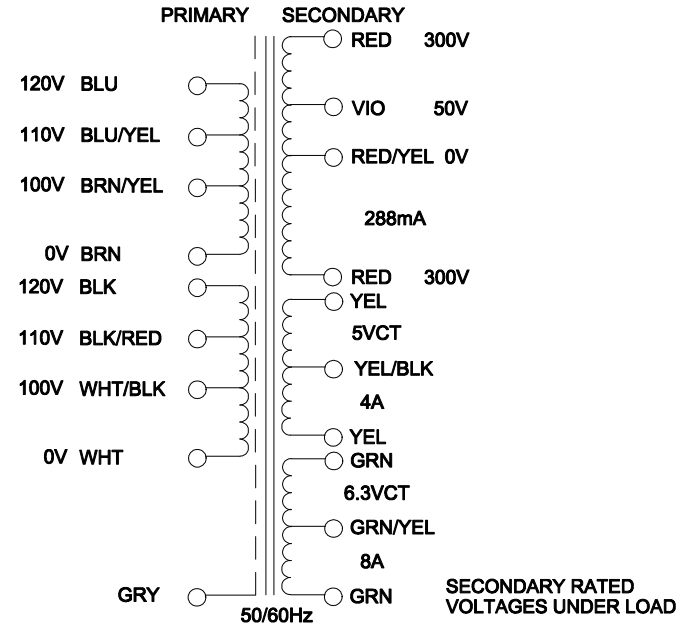 PRIMARY SECONDARY
RED 300V
120V BLU
VIO 50V
110V BLU/YEL
RED/YEL 0V
100V BRN/YEL
288mA
0V BRN
RED 300V
120V BLK
YEL
5VCT
110V BLK/RED
YEL/BLK
100V WHT/BLK
4A
YEL
0V WHT
GRN
6.3VCT
GRN/YEL
8A
GRY
GRN
SECONDARY RATED
VOLTAGES UNDER LOAD
50/60Hz